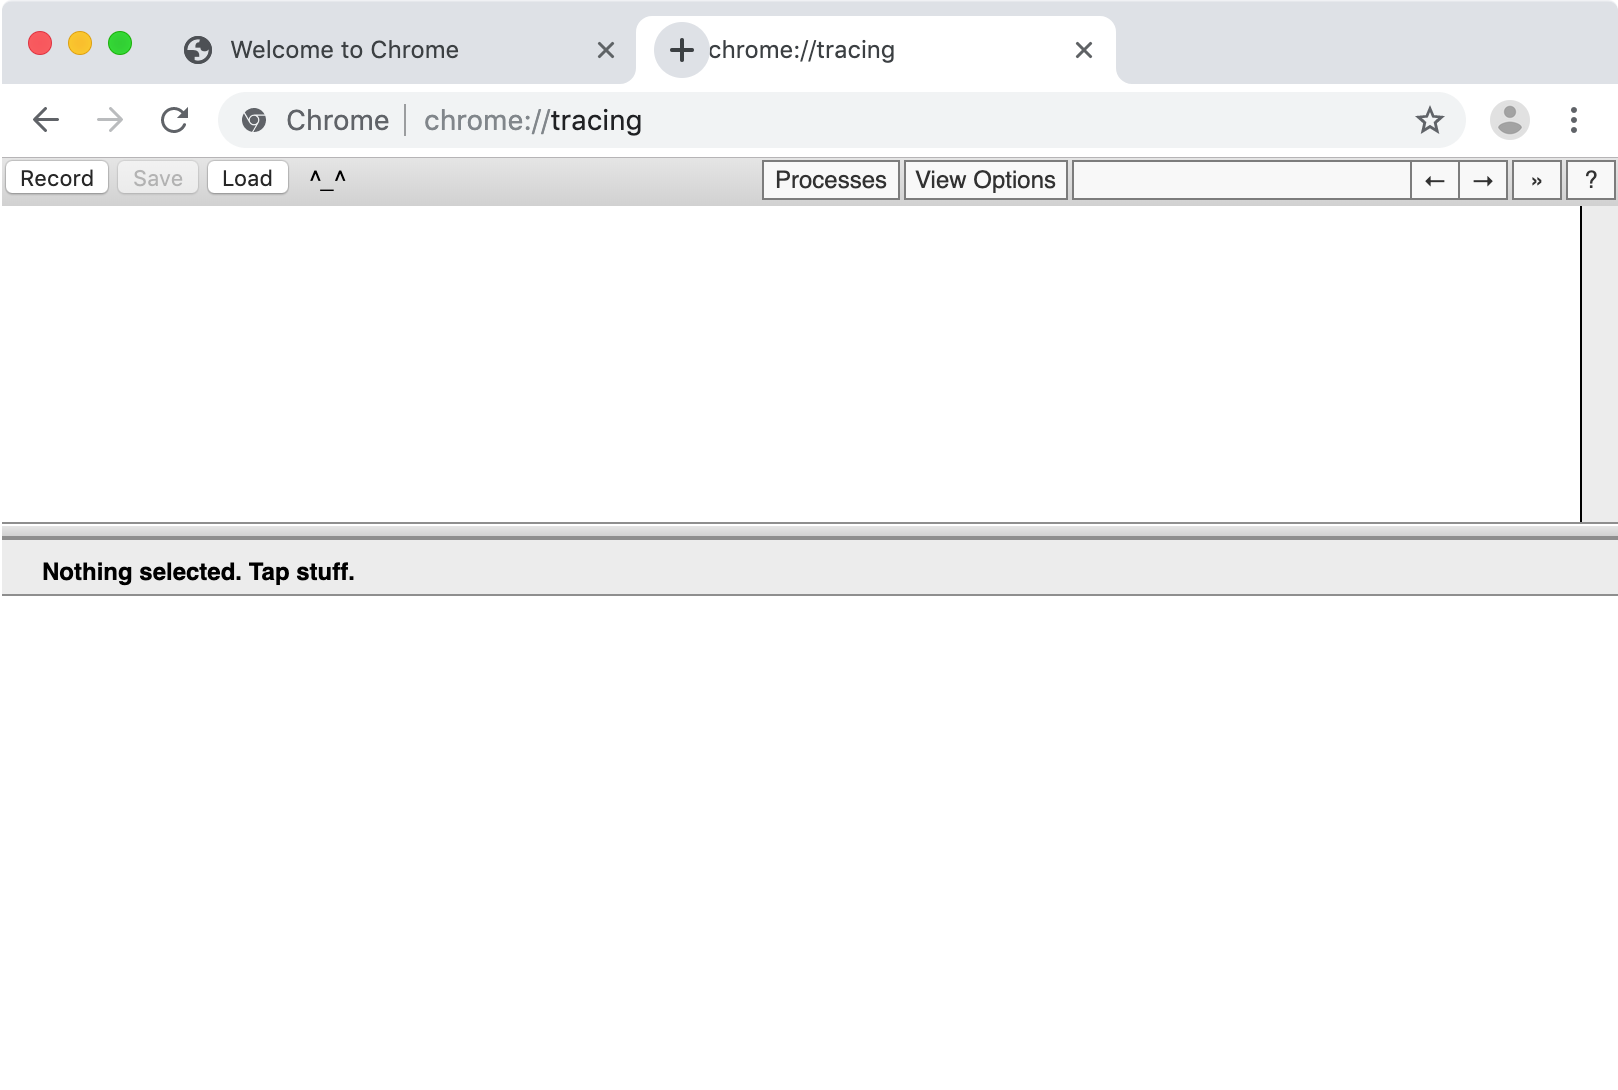 Welcome to Chrome
chrome://tracing
Chrome chrome://tracing
Record Save Load ^_^ Processes View Options ← → » ?
Nothing selected. Tap stuff.